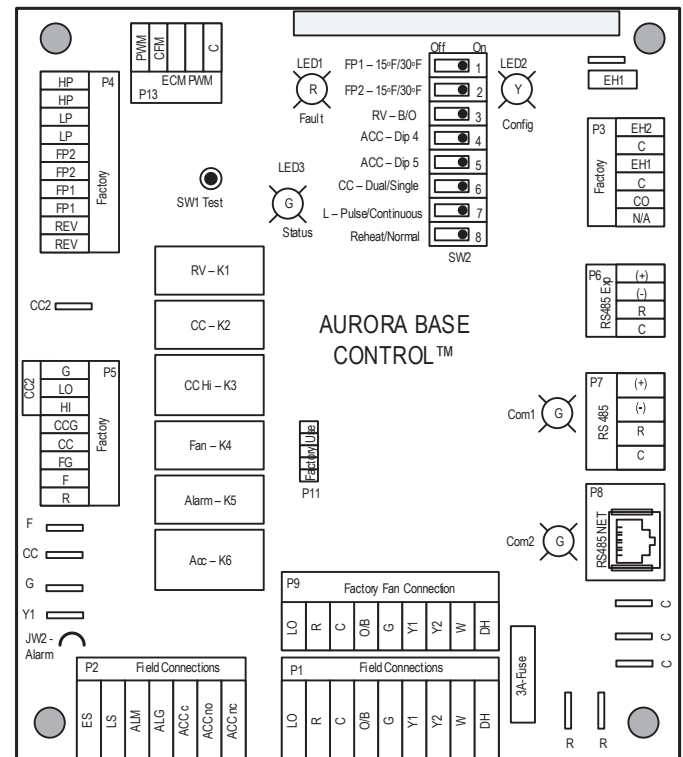 PWM
CFM
C
ECM PWM
P13
Off On
LED1
R
Fault
FP1 – 15ºF/30ºF 1
FP2 – 15ºF/30ºF 2
RV – B/O 3
ACC – Dip 4 4
ACC – Dip 5 5
CC – Dual/Single 6
L – Pulse/Continuous 7
Reheat/Normal 8
SW2
LED2
Y
Config
EH1
P4
HP
HP
LP
LP
FP2
FP2
FP1
FP1
REV
REV
Factory
SW1 Test
LED3
G
Status
P3
Factory
EH2
C
EH1
C
CO
N/A
CC2
RV – K1
CC – K2
CC Hi – K3
Fan – K4
Alarm – K5
Acc – K6
AURORA BASE
CONTROL™
P6
RS485 Exp
(+)
(-)
R
C
CC2
P5
G
LO
HI
CCG
CC
FG
F
R
Factory
Factory Use
P11
Com1 G
P7
RS 485
(+)
(-)
R
C
Com2 G
P8
RS485 NET
F
CC
G
Y1
JW2 -
Alarm
P9 Factory Fan Connection
LO R C O/B G Y1 Y2 W DH
C
C
C
P2 Field Connections
ES LS ALM ALG ACC c ACC no ACC nc
P1 Field Connections
LO R C O/B G Y1 Y2 W DH
3A-Fuse
R R